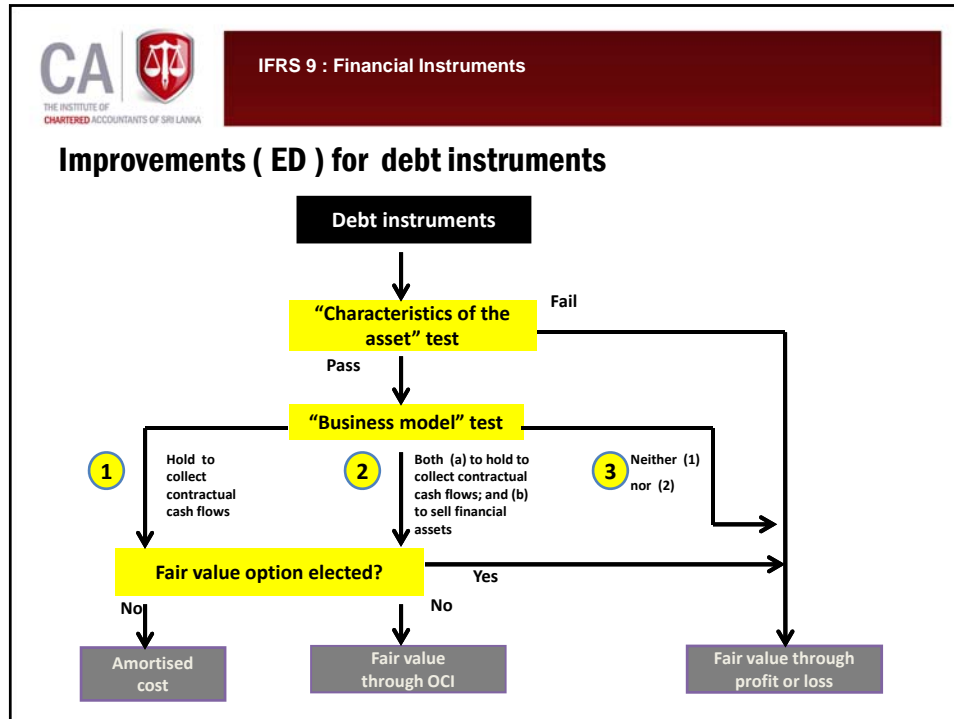 CA
THE INSTITUTE OF
CHARTERED ACCOUNTANTS OF SRI LANKA
IFRS 9 : Financial Instruments
Improvements ( ED ) for debt instruments
Debt instruments
“Characteristics of the
asset” test
Fail
Pass
“Business model” test
1
Hold to
collect
contractual
cash flows
2
Both (a) to hold to
collect contractual
cash flows; and (b)
to sell financial
assets
3
Neither (1)
nor (2)
Fair value option elected?
Yes
No
No
Amortised
cost
Fair value
through OCI
Fair value through
profit or loss